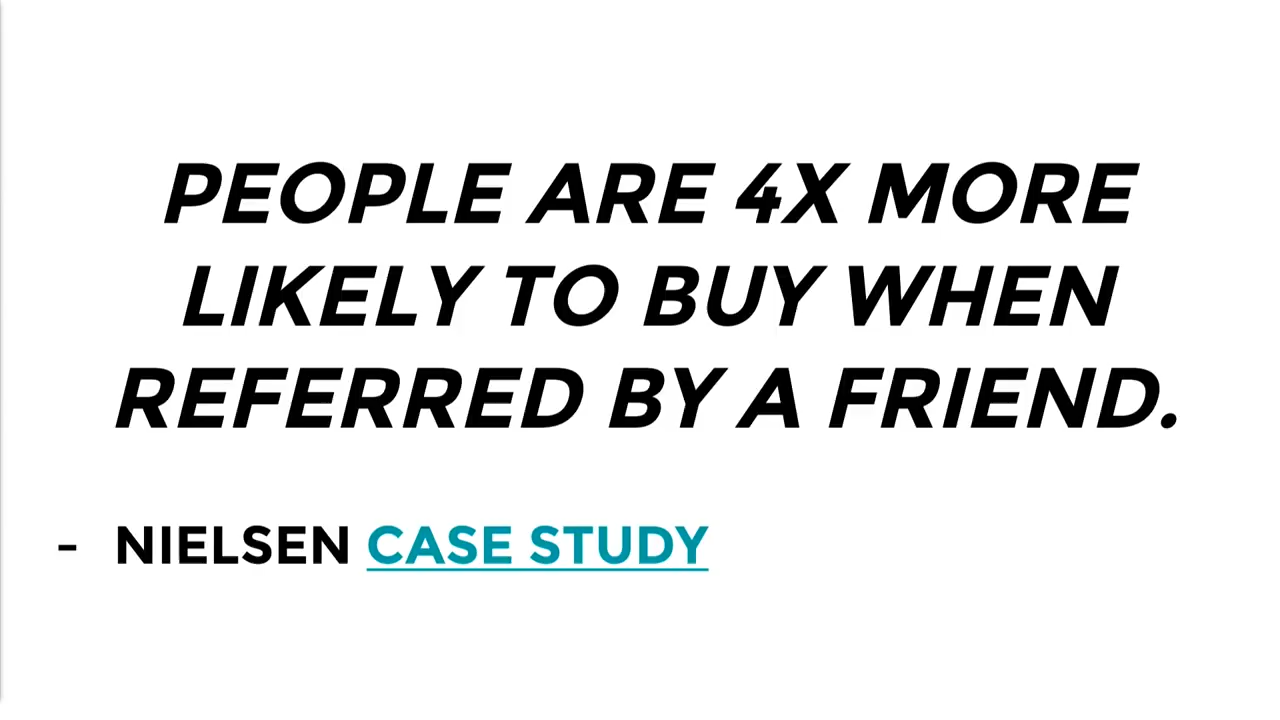 PEOPLE ARE 4X MORE
LIKELY TO BUY WHEN
REFERRED BY A FRIEND.
- NIELSEN CASE STUDY